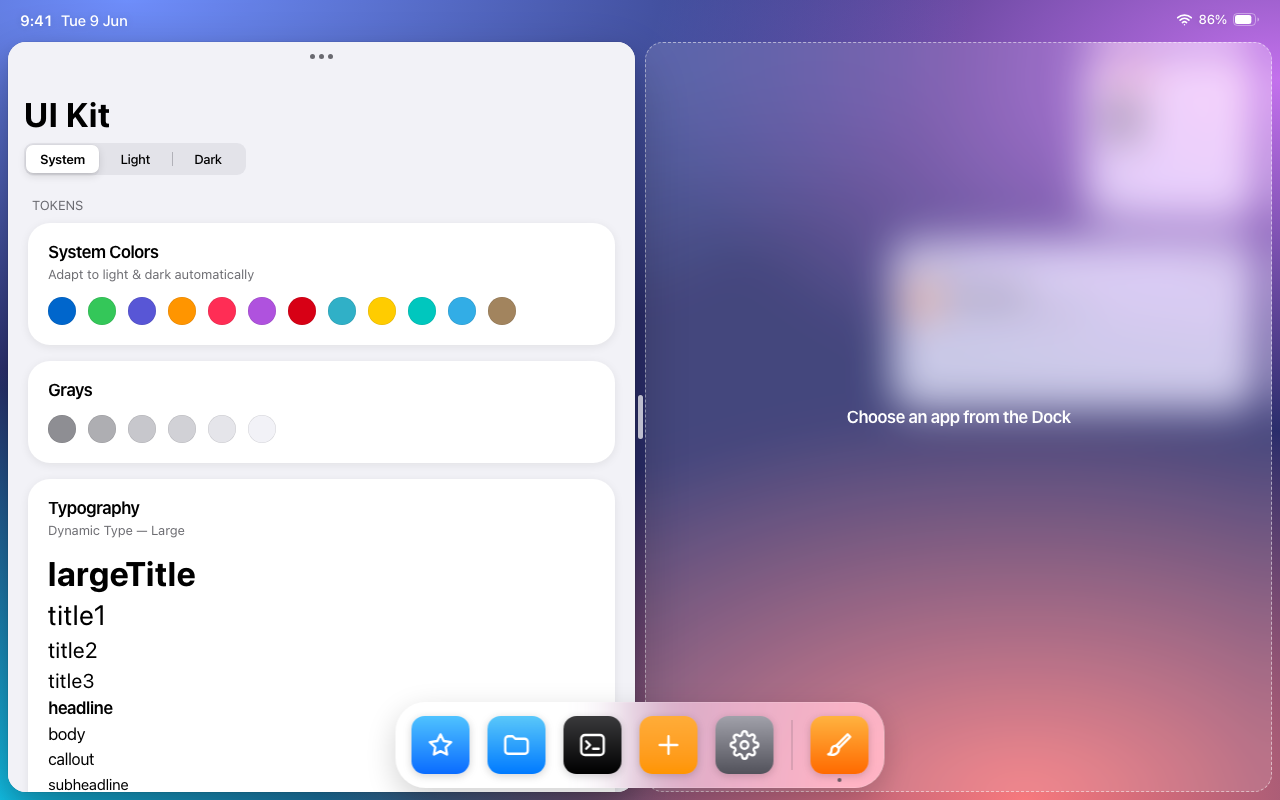 9:41 Tue 9 Jun
86%
UI Kit
System Light Dark
TOKENS
System Colors
Adapt to light & dark automatically
Grays
Typography
Dynamic Type — Large
largeTitle
title1
title2
title3
headline
body
callout
subheadline
Choose an app from the Dock